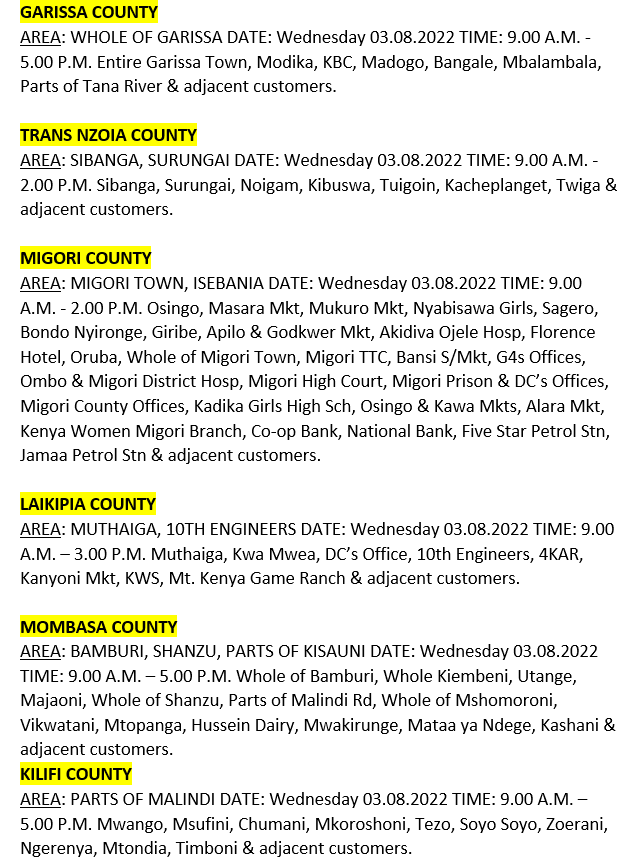 GARISSA COUNTY
AREA: WHOLE OF GARISSA DATE: Wednesday 03.08.2022 TIME: 9.00 A.M. -
5.00 P.M. Entire Garissa Town, Modika, KBC, Madogo, Bangale, Mbalambala,
Parts of Tana River & adjacent customers.
TRANS NZOIA COUNTY
AREA: SIBANGA, SURUNGAI DATE: Wednesday 03.08.2022 TIME: 9.00 A.M. -
2.00 P.M. Sibanga, Surungai, Noigam, Kibuswa, Tuigoin, Kacheplanget, Twiga &
adjacent customers.
MIGORI COUNTY
AREA: MIGORI TOWN, ISEBANIA DATE: Wednesday 03.08.2022 TIME: 9.00
A.M. - 2.00 P.M. Osingo, Masara Mkt, Mukuro Mkt, Nyabisawa Girls, Sagero,
Bondo Nyironge, Giribe, Apilo & Godkwer Mkt, Akidiva Ojele Hosp, Florence
Hotel, Oruba, Whole of Migori Town, Migori TTC, Bansi S/Mkt, G4s Offices,
Ombo & Migori District Hosp, Migori High Court, Migori Prison & DC’s Offices,
Migori County Offices, Kadika Girls High Sch, Osingo & Kawa Mkts, Alara Mkt,
Kenya Women Migori Branch, Co-op Bank, National Bank, Five Star Petrol Stn,
Jamaa Petrol Stn & adjacent customers.
LAIKIPIA COUNTY
AREA: MUTHAIGA, 10TH ENGINEERS DATE: Wednesday 03.08.2022 TIME: 9.00
A.M. – 3.00 P.M. Muthaiga, Kwa Mwea, DC’s Office, 10th Engineers, 4KAR,
Kanyoni Mkt, KWS, Mt. Kenya Game Ranch & adjacent customers.
MOMBASA COUNTY
AREA: BAMBURI, SHANZU, PARTS OF KISAUNI DATE: Wednesday 03.08.2022
TIME: 9.00 A.M. – 5.00 P.M. Whole of Bamburi, Whole Kiembeni, Utange,
Majaoni, Whole of Shanzu, Parts of Malindi Rd, Whole of Mshomoroni,
Vikwatani, Mtopanga, Hussein Dairy, Mwakirunge, Mataa ya Ndege, Kashani &
adjacent customers.
KILIFI COUNTY
AREA: PARTS OF MALINDI DATE: Wednesday 03.08.2022 TIME: 9.00 A.M. –
5.00 P.M. Mwango, Msufini, Chumani, Mkoroshoni, Tezo, Soyo Soyo, Zoerani,
Ngerenya, Mtondia, Timboni & adjacent customers.